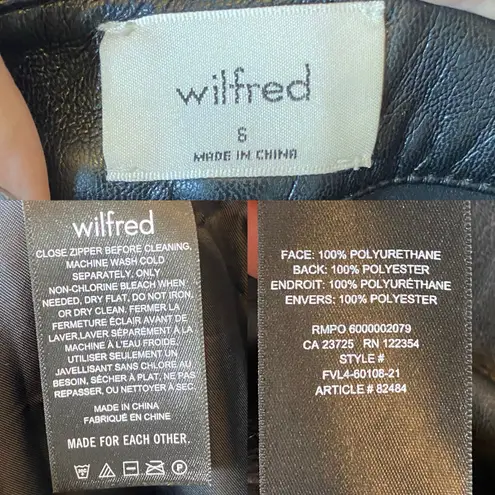 wilfred
6
MADE IN CHINA
wilfred
CLOSE ZIPPER BEFORE CLEANING,
MACHINE WASH COLD
SEPARATELY, ONLY
NON-CHLORINE BLEACH WHEN
NEEDED, DRY FLAT, DO NOT IRON,
OR DRY CLEAN. FERMER LA
FERMETURE ÉCLAIR AVANT DE
LAVER,LAVER SÉPARÉMENT À LA
MACHINE À L'EAU FROIDE.
UTILISER SEULEMENT UN
JAVELLISANT SANS CHLORE AU
BESOIN, SÈCHER À PLAT, NE PAS
REPASSER, OU NETTOYER À SEC.
MADE IN CHINA
FABRIQUÉ EN CHINE
MADE FOR EACH OTHER.
FACE: 100% POLYURETHANE
BACK: 100% POLYESTER
ENDROIT: 100% POLYURÉTHANE
ENVERS: 100% POLYESTER
RMPO 6000002079
CA 23725 RN 122354
STYLE #
FVL4-60108-21
ARTICLE # 82484